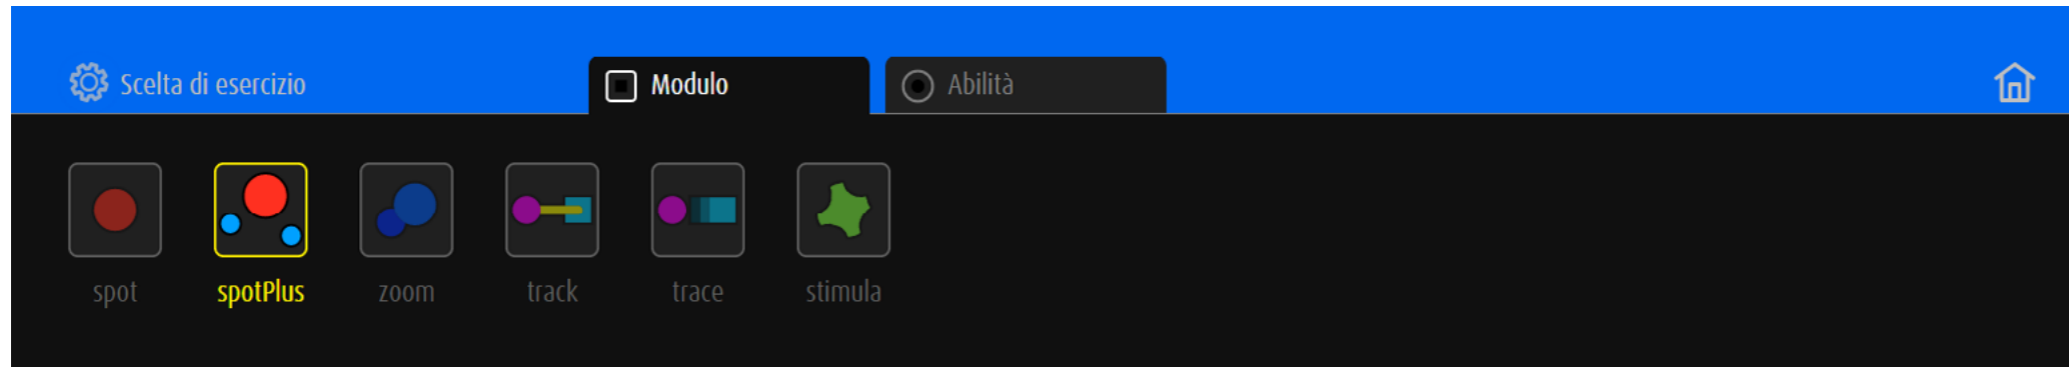 Scelta di esercizio
Modulo
Abilità
spot
spotPlus
zoom
track
trace
stimula